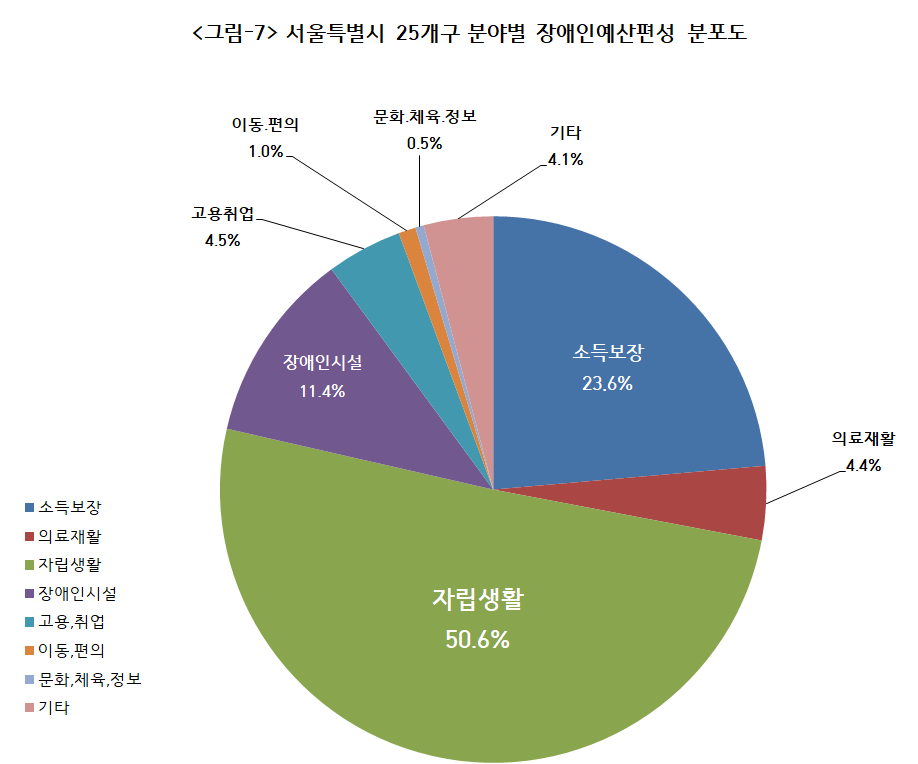 <그림-7> 서울특별시 25개구 분야별 장애인예산편성 분포도
이동.편의
1.0%
문화.체육.정보
0.5%
기타
4.1%
고용취업
4.5%
장애인시설
11.4%
소득보장
23.6%
의료재활
4.4%
자립생활
50.6%
소득보장
의료재활
자립생활
장애인시설
고용,취업
이동,편의
문화,체육,정보
기타